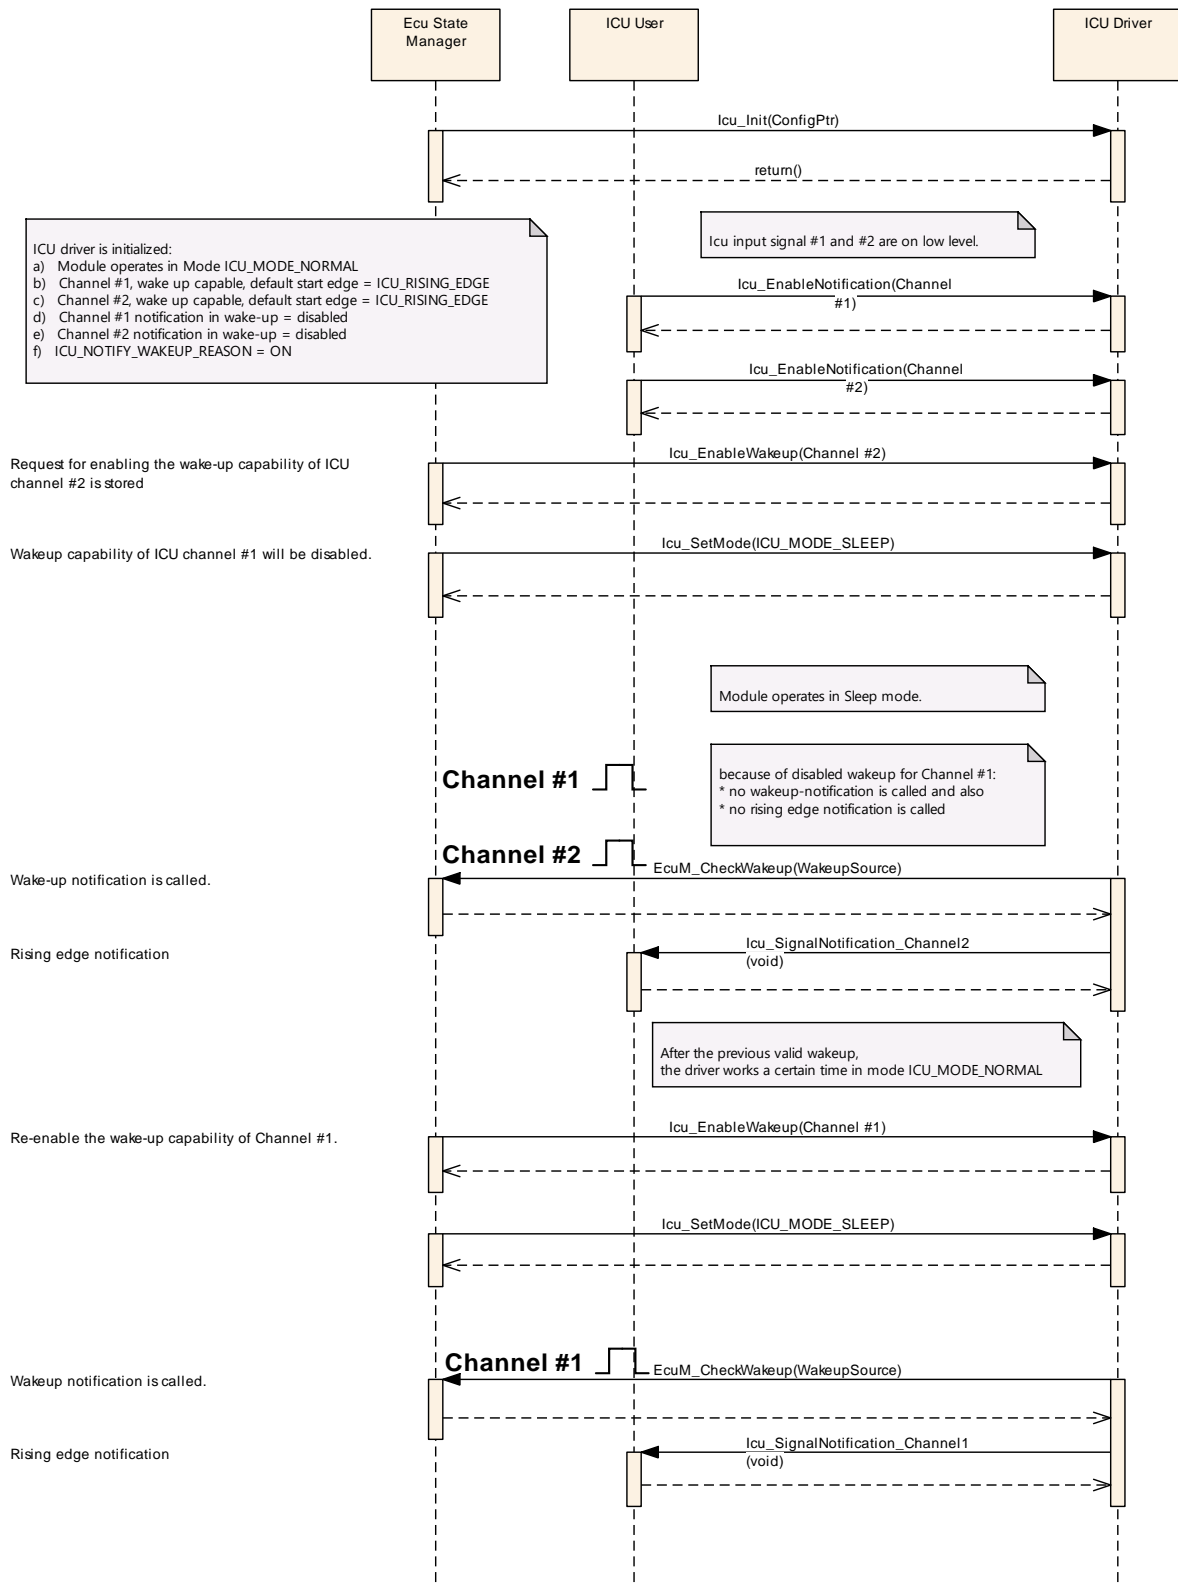 Ecu State
Manager
ICU User
ICU Driver
Icu_Init(ConfigPtr)
return()
ICU driver is initialized:
a) Module operates in Mode ICU_MODE_NORMAL
b) Channel #1, wake up capable, default start edge = ICU_RISING_EDGE
c) Channel #2, wake up capable, default start edge = ICU_RISING_EDGE
d) Channel #1 notification in wake-up = disabled
e) Channel #2 notification in wake-up = disabled
f) ICU_NOTIFY_WAKEUP_REASON = ON
Icu input signal #1 and #2 are on low level.
Icu_EnableNotification(Channel
#1)
Icu_EnableNotification(Channel
#2)
Request for enabling the wake-up capability of ICU
channel #2 is stored
Icu_EnableWakeup(Channel #2)
Wakeup capability of ICU channel #1 will be disabled.
Icu_SetMode(ICU_MODE_SLEEP)
Module operates in Sleep mode.
Channel #1
because of disabled wakeup for Channel #1:
* no wakeup-notification is called and also
* no rising edge notification is called
Channel #2
EcuM_CheckWakeup(WakeupSource)
Wake-up notification is called.
Rising edge notification
Icu_SignalNotification_Channel2
(void)
After the previous valid wakeup,
the driver works a certain time in mode ICU_MODE_NORMAL
Re-enable the wake-up capability of Channel #1.
Icu_EnableWakeup(Channel #1)
Icu_SetMode(ICU_MODE_SLEEP)
Channel #1
EcuM_CheckWakeup(WakeupSource)
Wakeup notification is called.
Rising edge notification
Icu_SignalNotification_Channel1
(void)